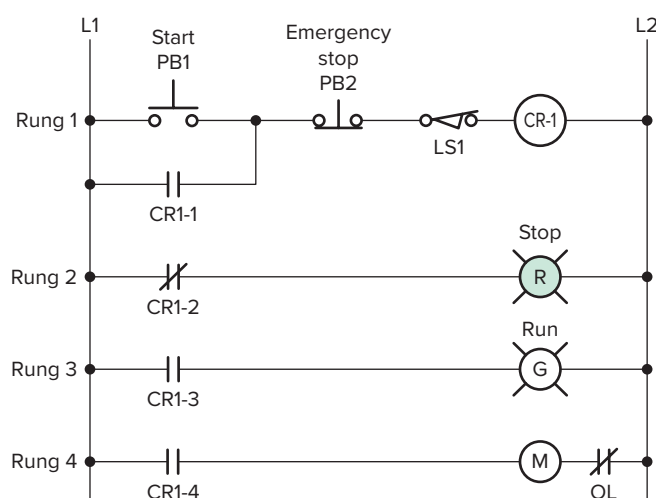 L1
L2
Start
PB1
Emergency
stop
PB2
Rung 1
CR-1
LS1
CR1-1
Stop
Rung 2
R
CR1-2
Run
Rung 3
G
CR1-3
Rung 4
M
CR1-4
OL